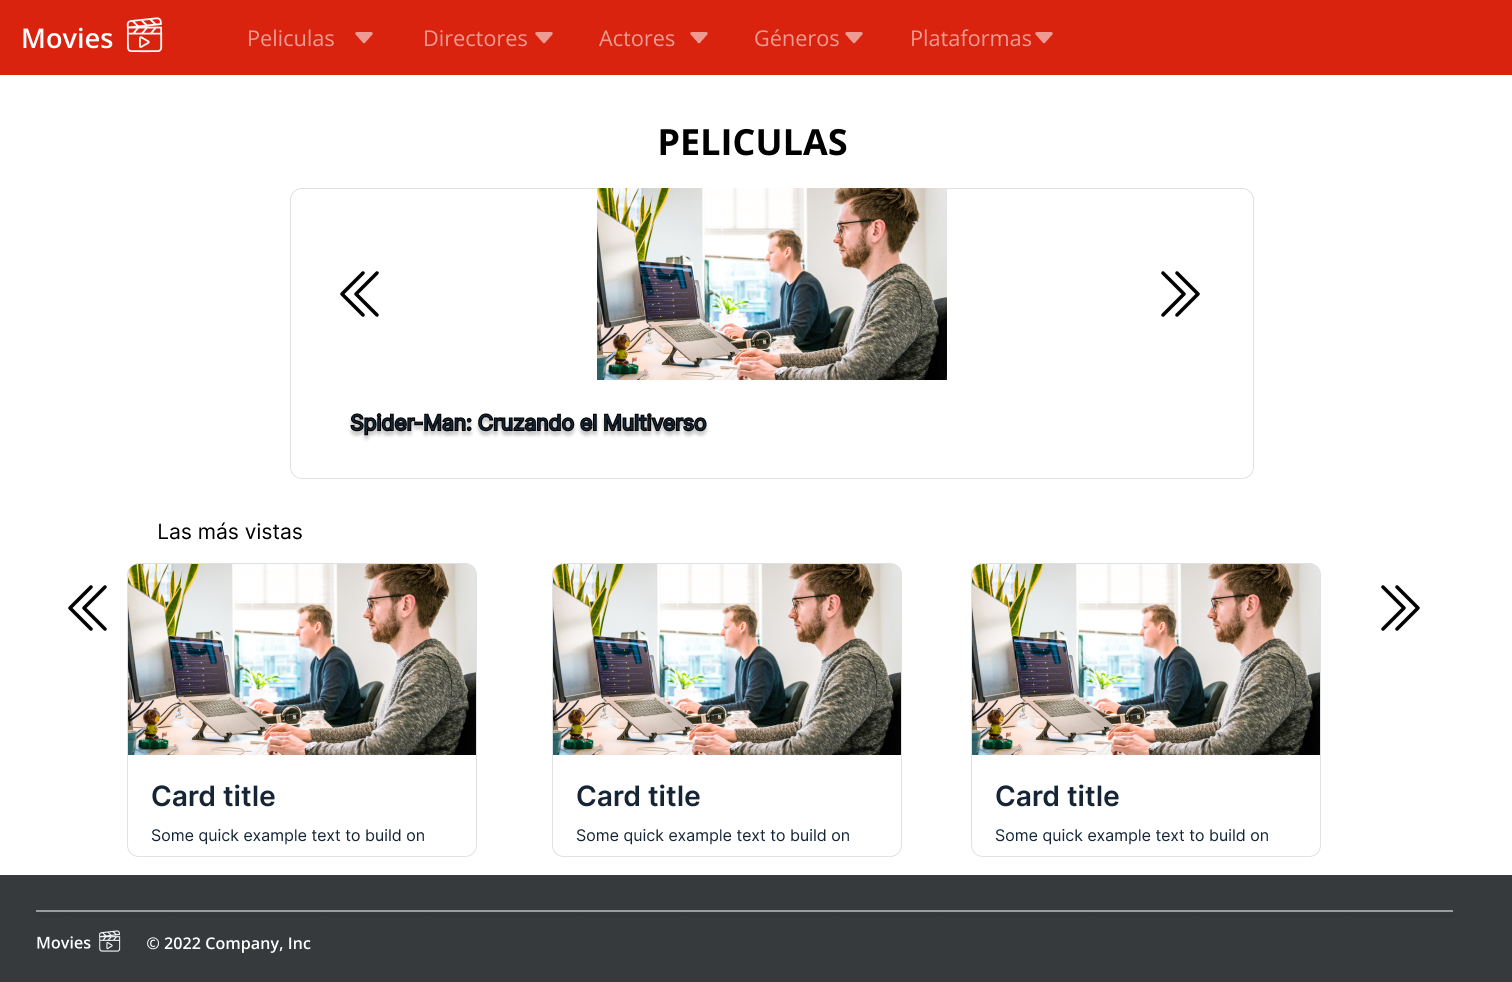 Movies
Peliculas
Directores
Actores
Géneros
Plataformas
PELICULAS
Spider-Man: Cruzando el Multiverso
Las más vistas
Card title
Some quick example text to build on
Card title
Some quick example text to build on
Card title
Some quick example text to build on
Movies
© 2022 Company, Inc